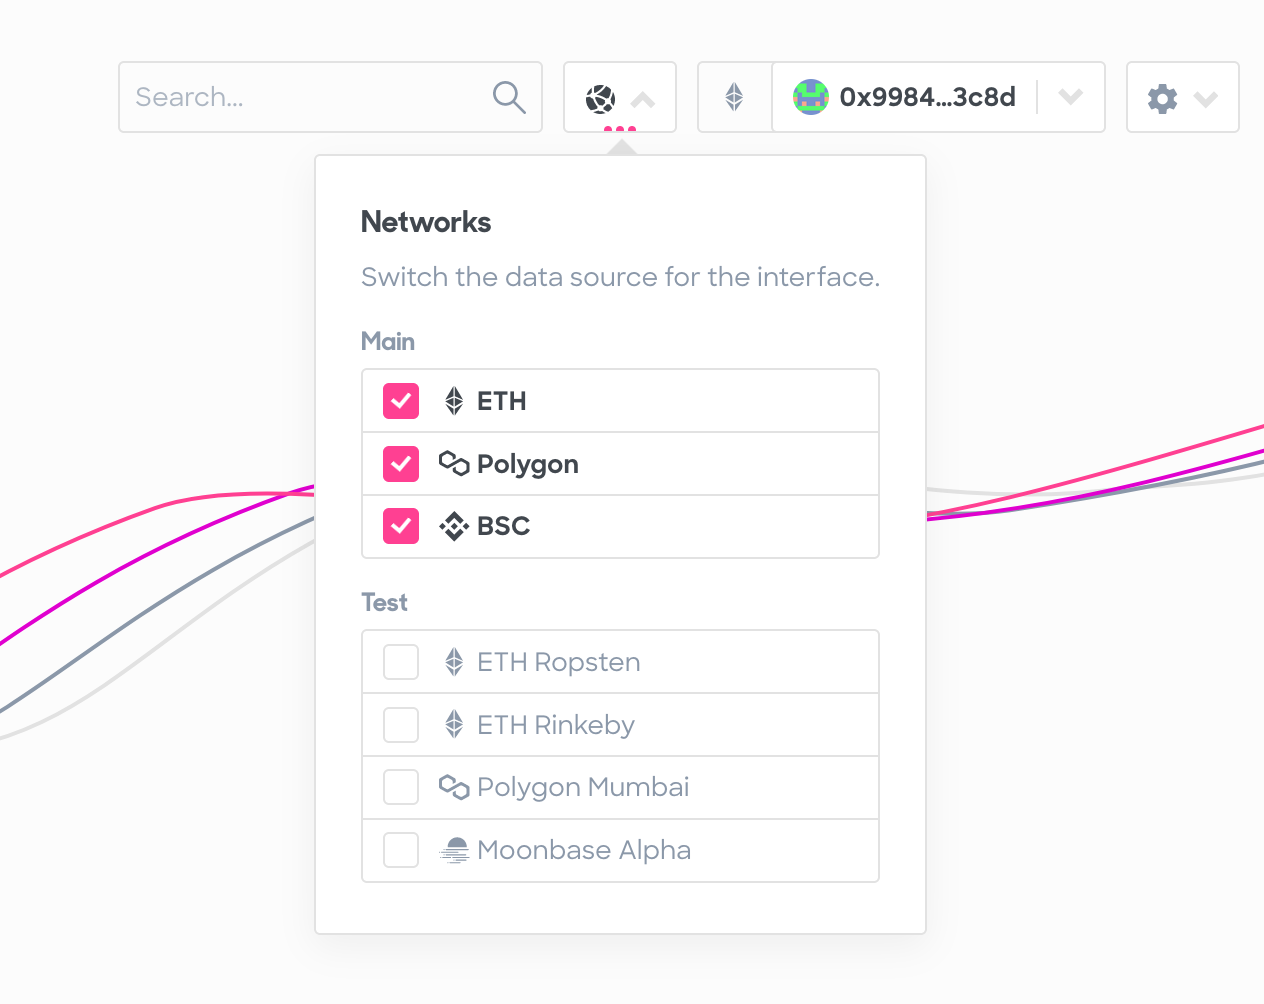 Search...
0x9984...3c8d
Networks
Switch the data source for the interface.
Main
ETH
Polygon
BSC
Test
ETH Ropsten
ETH Rinkeby
Polygon Mumbai
Moonbase Alpha